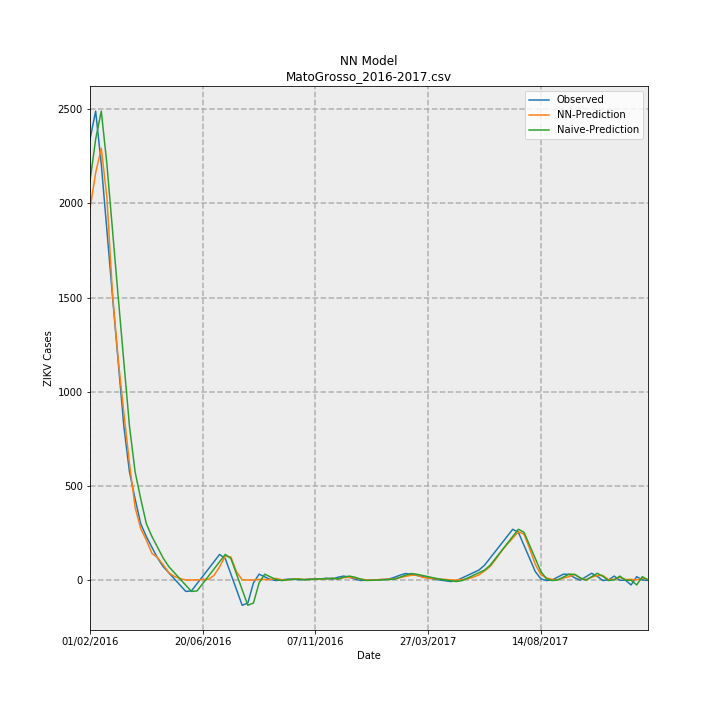 NN Model
MatoGrosso_2016-2017.csv
Observed
NN-Prediction
Naive-Prediction
ZIKV Cases
2500
2000
1500
1000
500
0
01/02/2016
20/06/2016
07/11/2016
27/03/2017
14/08/2017
Date